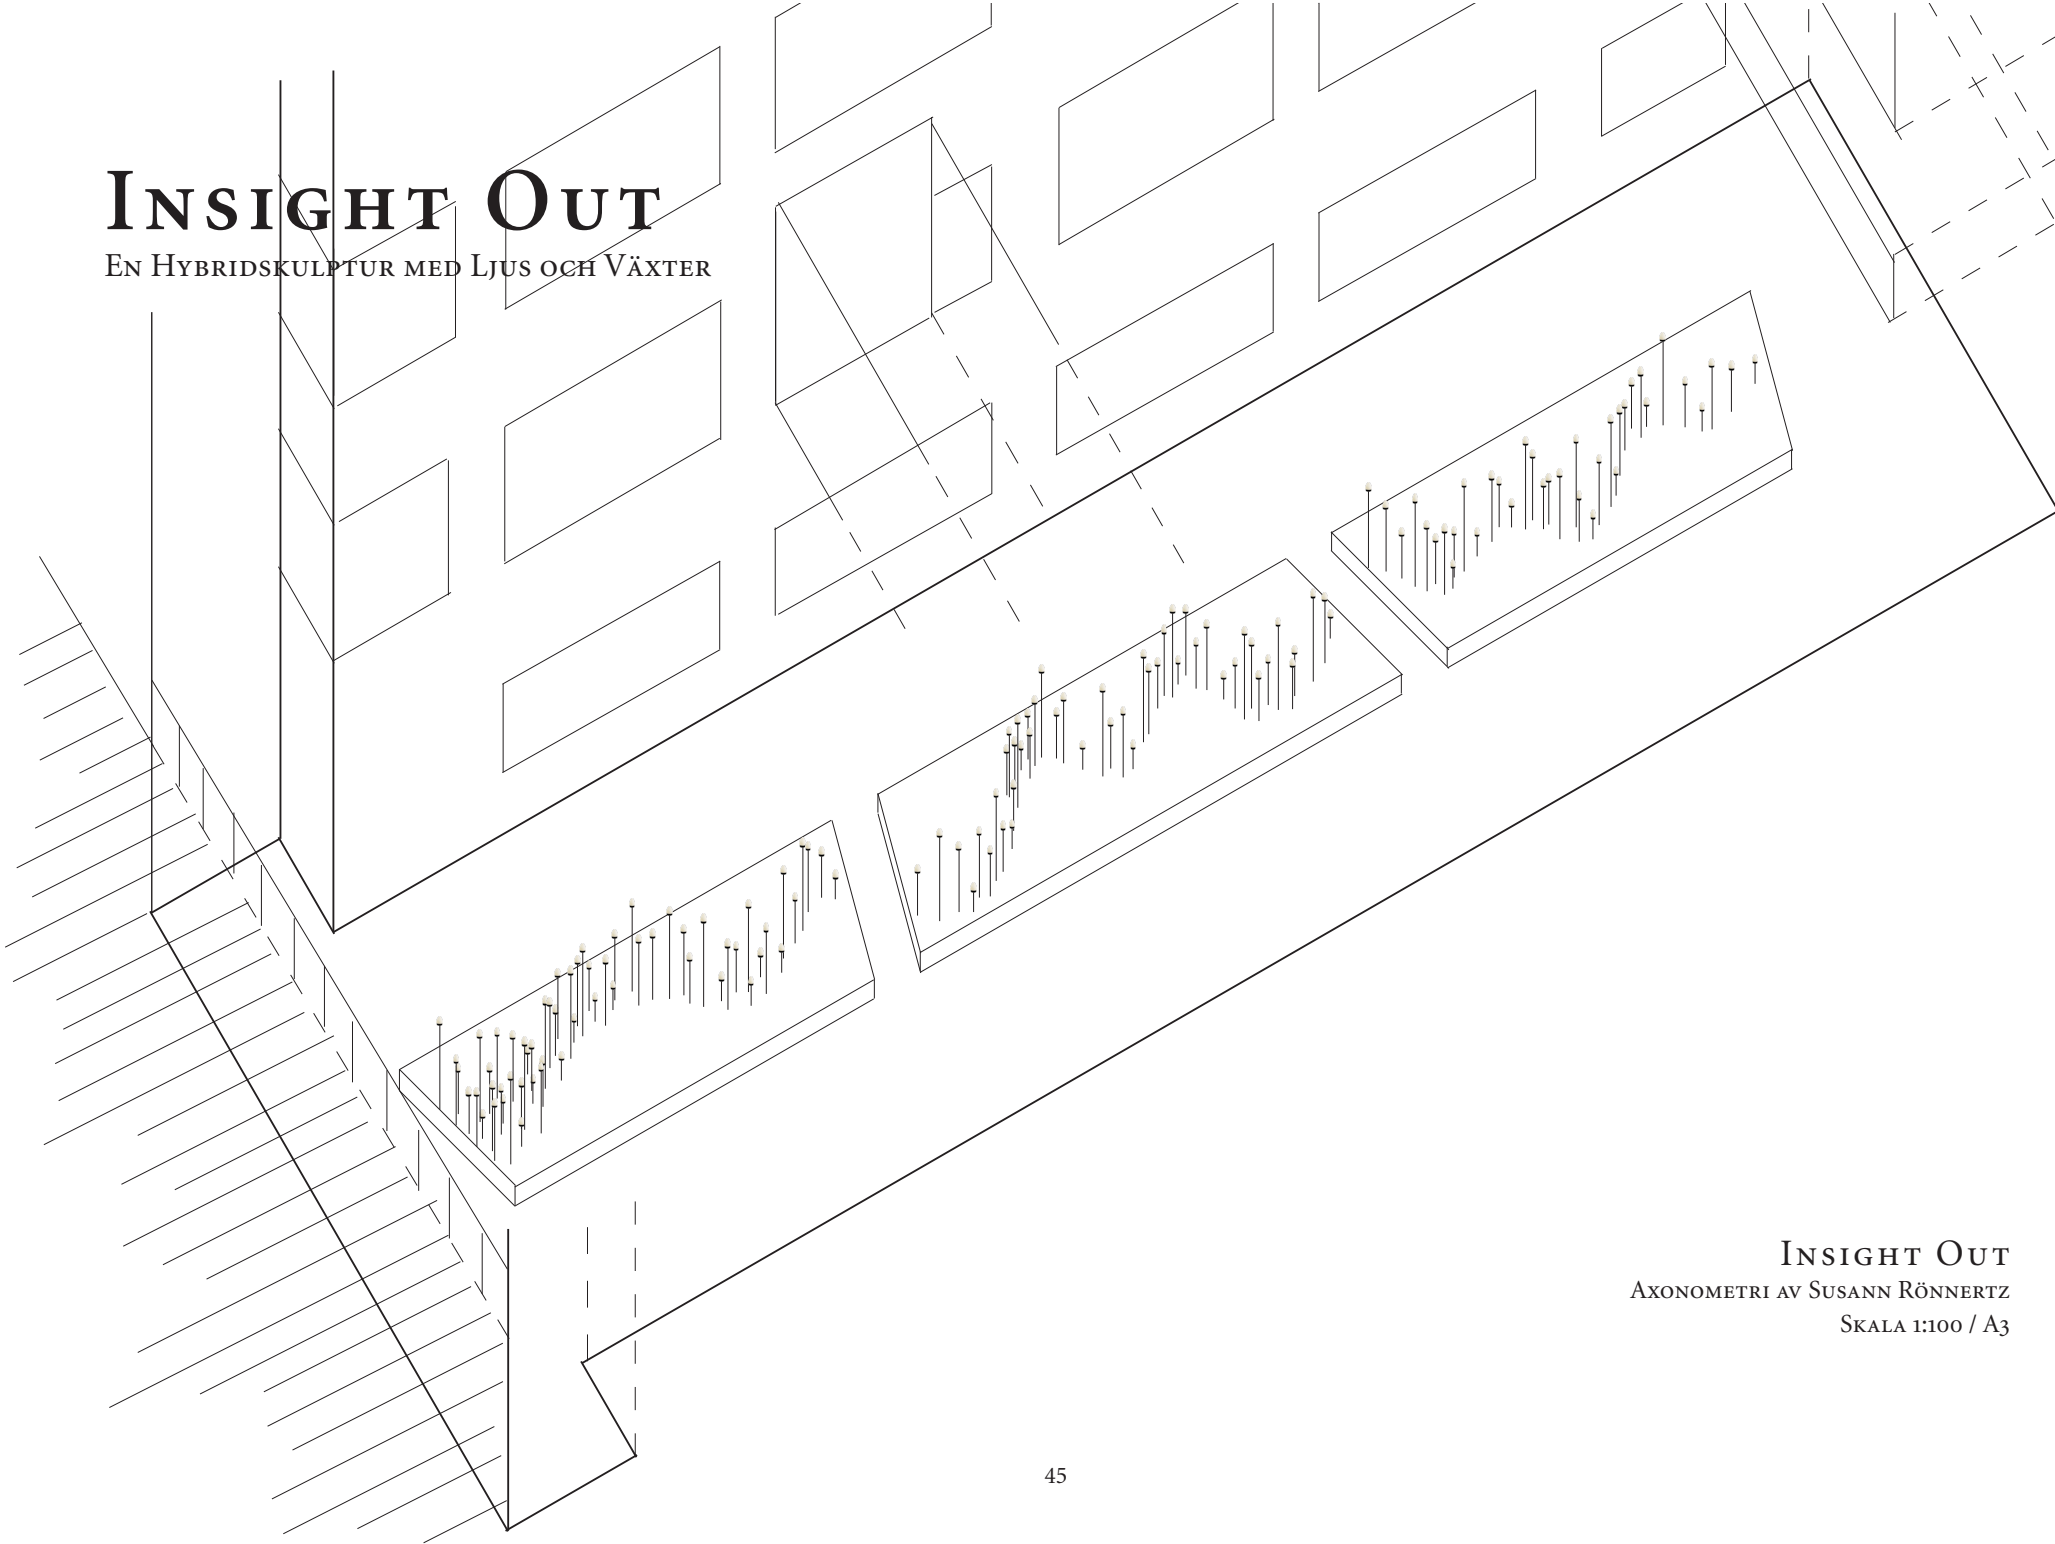 Insight Out
En Hybridskulptur med Ljus och Växter
Insight Out
Axonometri av Susann Rönnertz
Skala 1:100 / A3
45